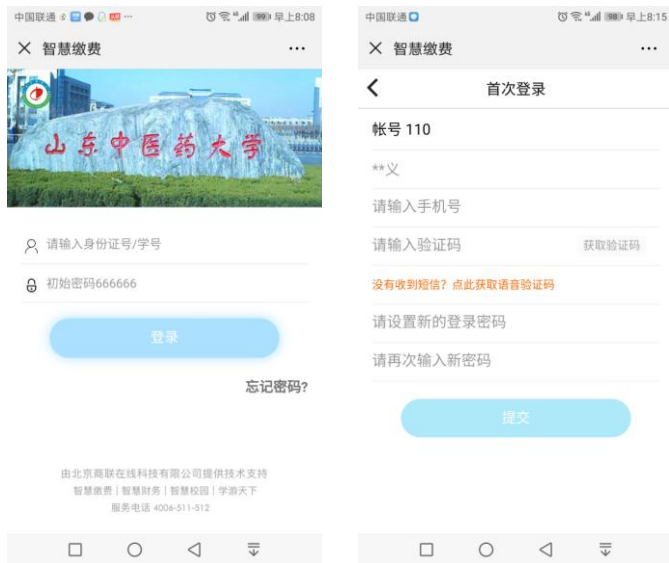 中国联通
早上8:08
智慧缴费
山东中医药大学
请输入身份证号/学号
初始密码666666
登录
忘记密码?
由北京商联在线科技有限公司提供技术支持
智慧缴费 | 智慧财务 | 智慧校园 | 学游天下
服务电话 4006-511-512
中国联通
早上8:15
智慧缴费
首次登录
帐号 110
**义
请输入手机号
请输入验证码
获取验证码
没有收到短信？点此获取语音验证码
请设置新的登录密码
请再次输入新密码
提交